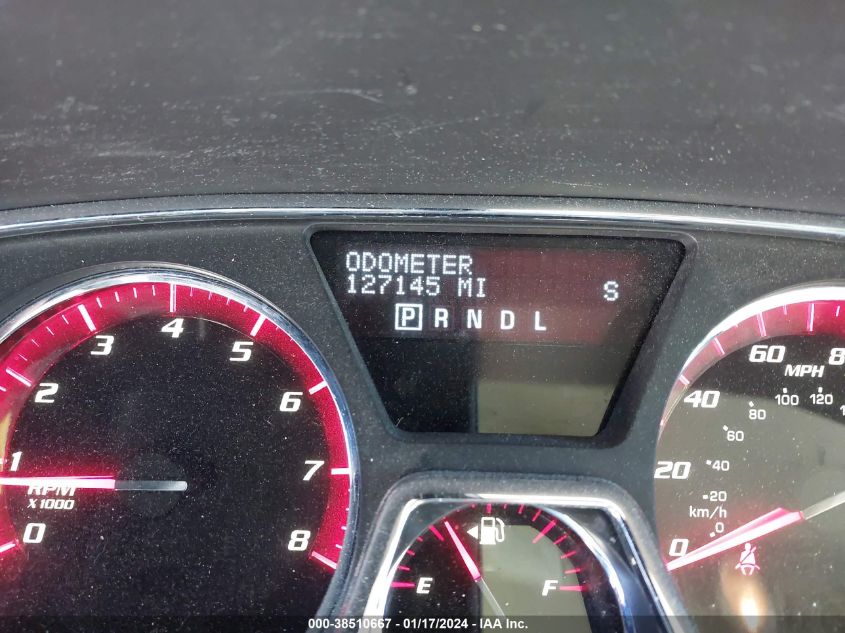 ODOMETER
127145 MI S
P R N D L
0 1 2 3 4 5 6 7 8
RPM
X1000
E F
0 20 40 60
MPH
0 20 40 60 80 100 120
km/h
000-38510667 - 01/17/2024 - IAA Inc.